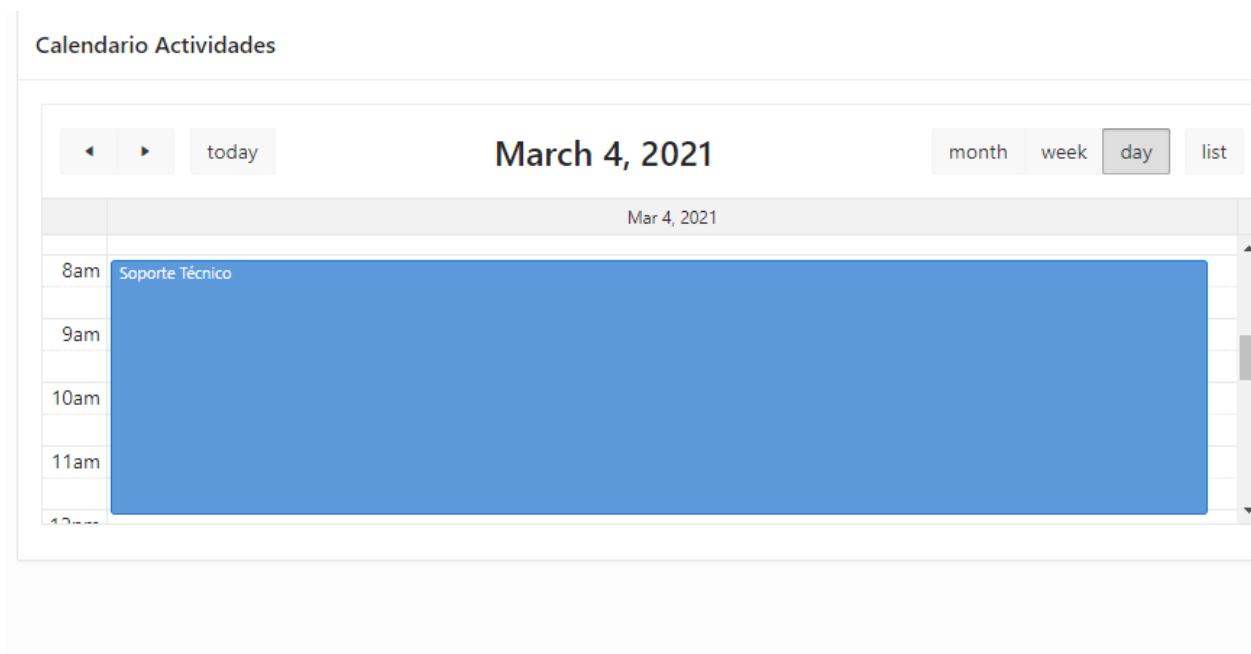 Calendario Actividades
today
March 4, 2021
month week day list
Mar 4, 2021
8am Soporte Técnico
9am
10am
11am